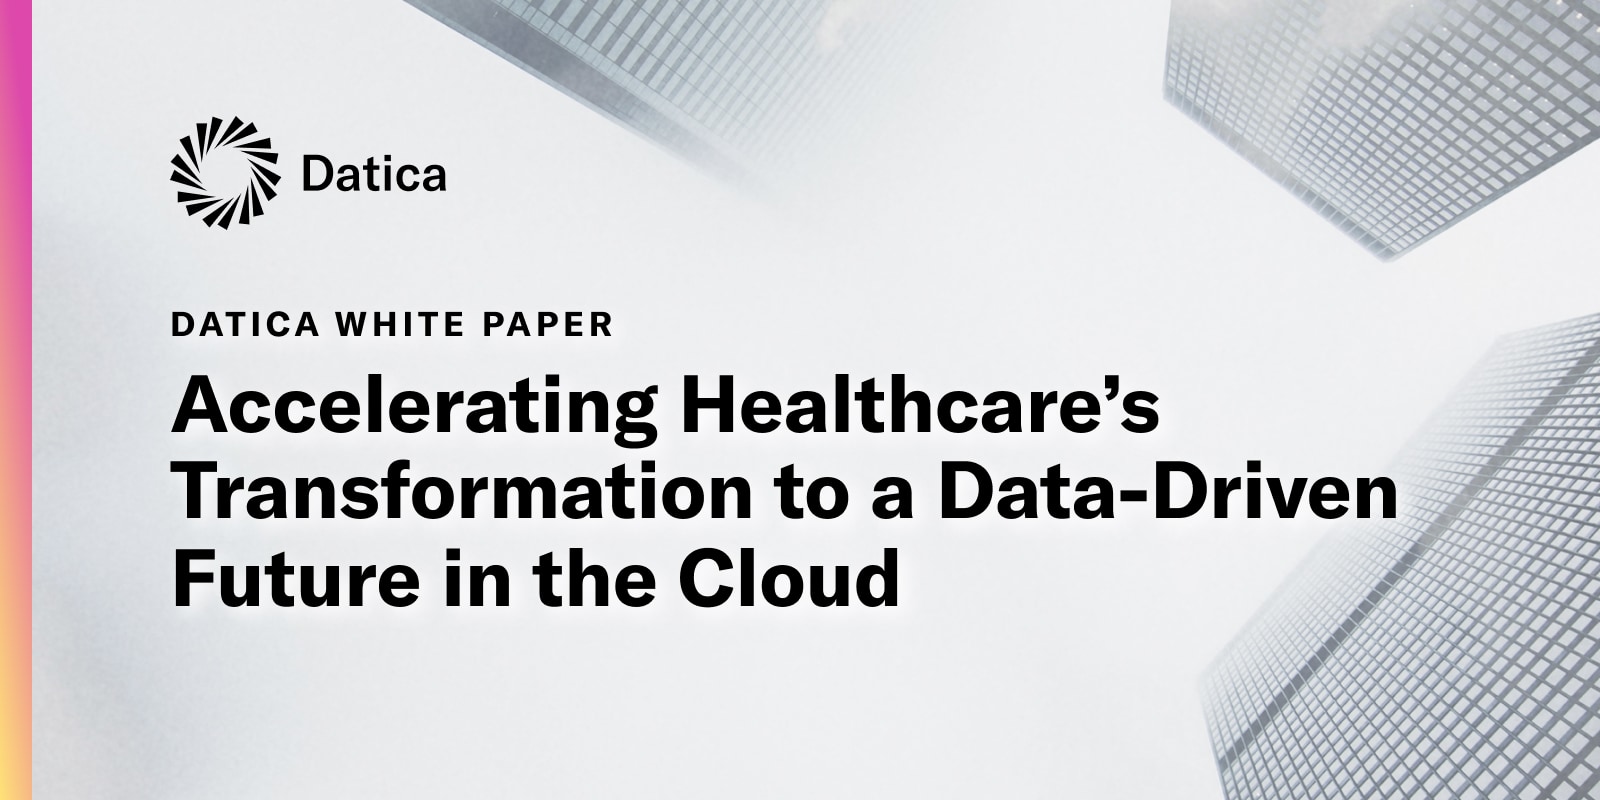 Datica
DATICA WHITE PAPER
Accelerating Healthcare’s
Transformation to a Data-Driven
Future in the Cloud